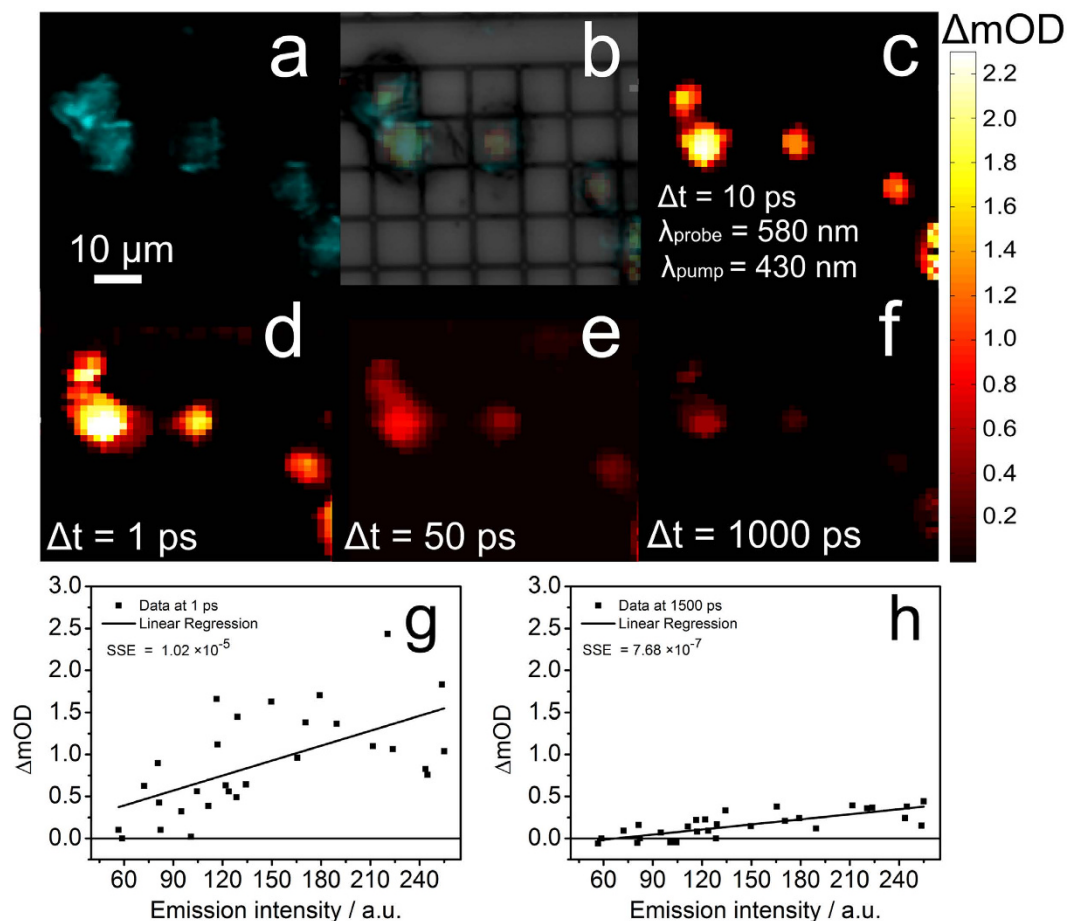 a
b
c
ΔmOD
10 µm
Δt = 10 ps
λprobe = 580 nm
λpump = 430 nm
2.2
2.0
1.8
1.6
1.4
1.2
1.0
0.8
0.6
0.4
0.2
d
e
f
Δt = 1 ps
Δt = 50 ps
Δt = 1000 ps
g
3.0
2.5
2.0
1.5
1.0
0.5
0.0
ΔmOD
Data at 1 ps
Linear Regression
SSE = 1.02 ×10⁻⁵
60 90 120 150 180 210 240
Emission intensity / a.u.
h
3.0
2.5
2.0
1.5
1.0
0.5
0.0
ΔmOD
Data at 1500 ps
Linear Regression
SSE = 7.68 ×10⁻⁷
60 90 120 150 180 210 240
Emission intensity / a.u.